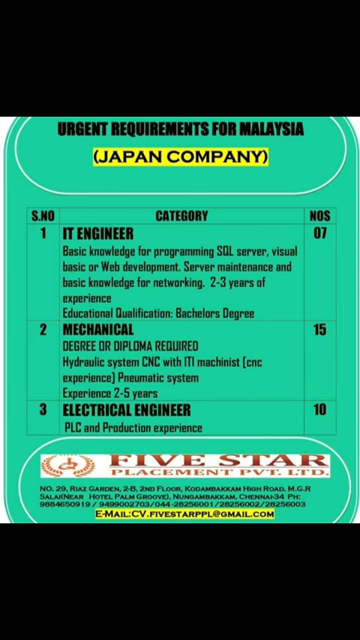 URGENT REQUIREMENTS FOR MALAYSIA
(JAPAN COMPANY)
S.NO CATEGORY NOS
1 IT ENGINEER 07
Basic knowledge for programming SQL server, visual
basic or Web development. Server maintenance and
basic knowledge for networking. 2-3 years of
experience
Educational Qualification: Bachelors Degree
2 MECHANICAL 15
DEGREE OR DIPLOMA REQUIRED
Hydraulic system CNC with ITI machinist [cnc
experience] Pneumatic system
Experience 2-5 years
3 ELECTRICAL ENGINEER 10
PLC and Production experience
FIVE STAR
PLACEMENT PVT. LTD.
NO. 29, RIAZ GARDEN, 2-B, 2ND FLOOR, KODAMBAKKAM HIGH ROAD, M.G.R
SALAI(NEAR HOTEL PALM GROOVE), NUNGAMBAKKAM, CHENNAI-34 PH:
9884650919 / 9499002703/044-28256001/28256002/28256003
E-MAIL:CV.FIVESTARPPL@GMAIL.COM